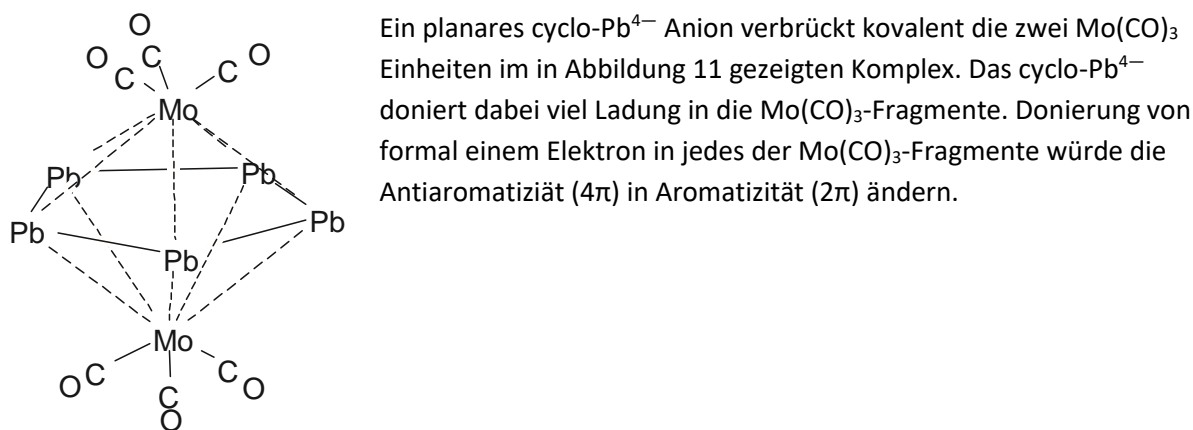 Ein planares cyclo-Pb⁴⁻ Anion verbrückt kovalent die zwei Mo(CO)₃
Einheiten im in Abbildung 11 gezeigten Komplex. Das cyclo-Pb⁴⁻
doniert dabei viel Ladung in die Mo(CO)₃-Fragmente. Donierung von
formal einem Elektron in jedes der Mo(CO)₃-Fragmente würde die
Antiaromatiziät (4π) in Aromatizität (2π) ändern.
O
O C O
C C
Mo
Pb Pb
Pb Pb
Pb
Mo
O C C O
C
O